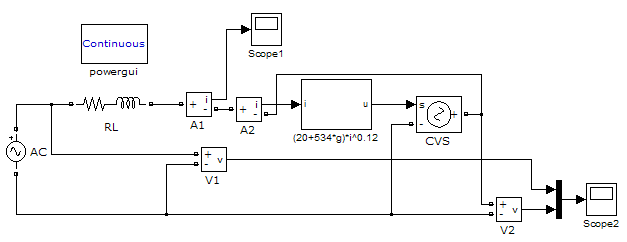 Continuous
powergui
Scope1
RL
+ i -
A1
+ i -
A2
i u
(20+534*g)*i^0.12
s - +
CVS
+
AC
+ - v
V1
+ - v
V2
Scope2